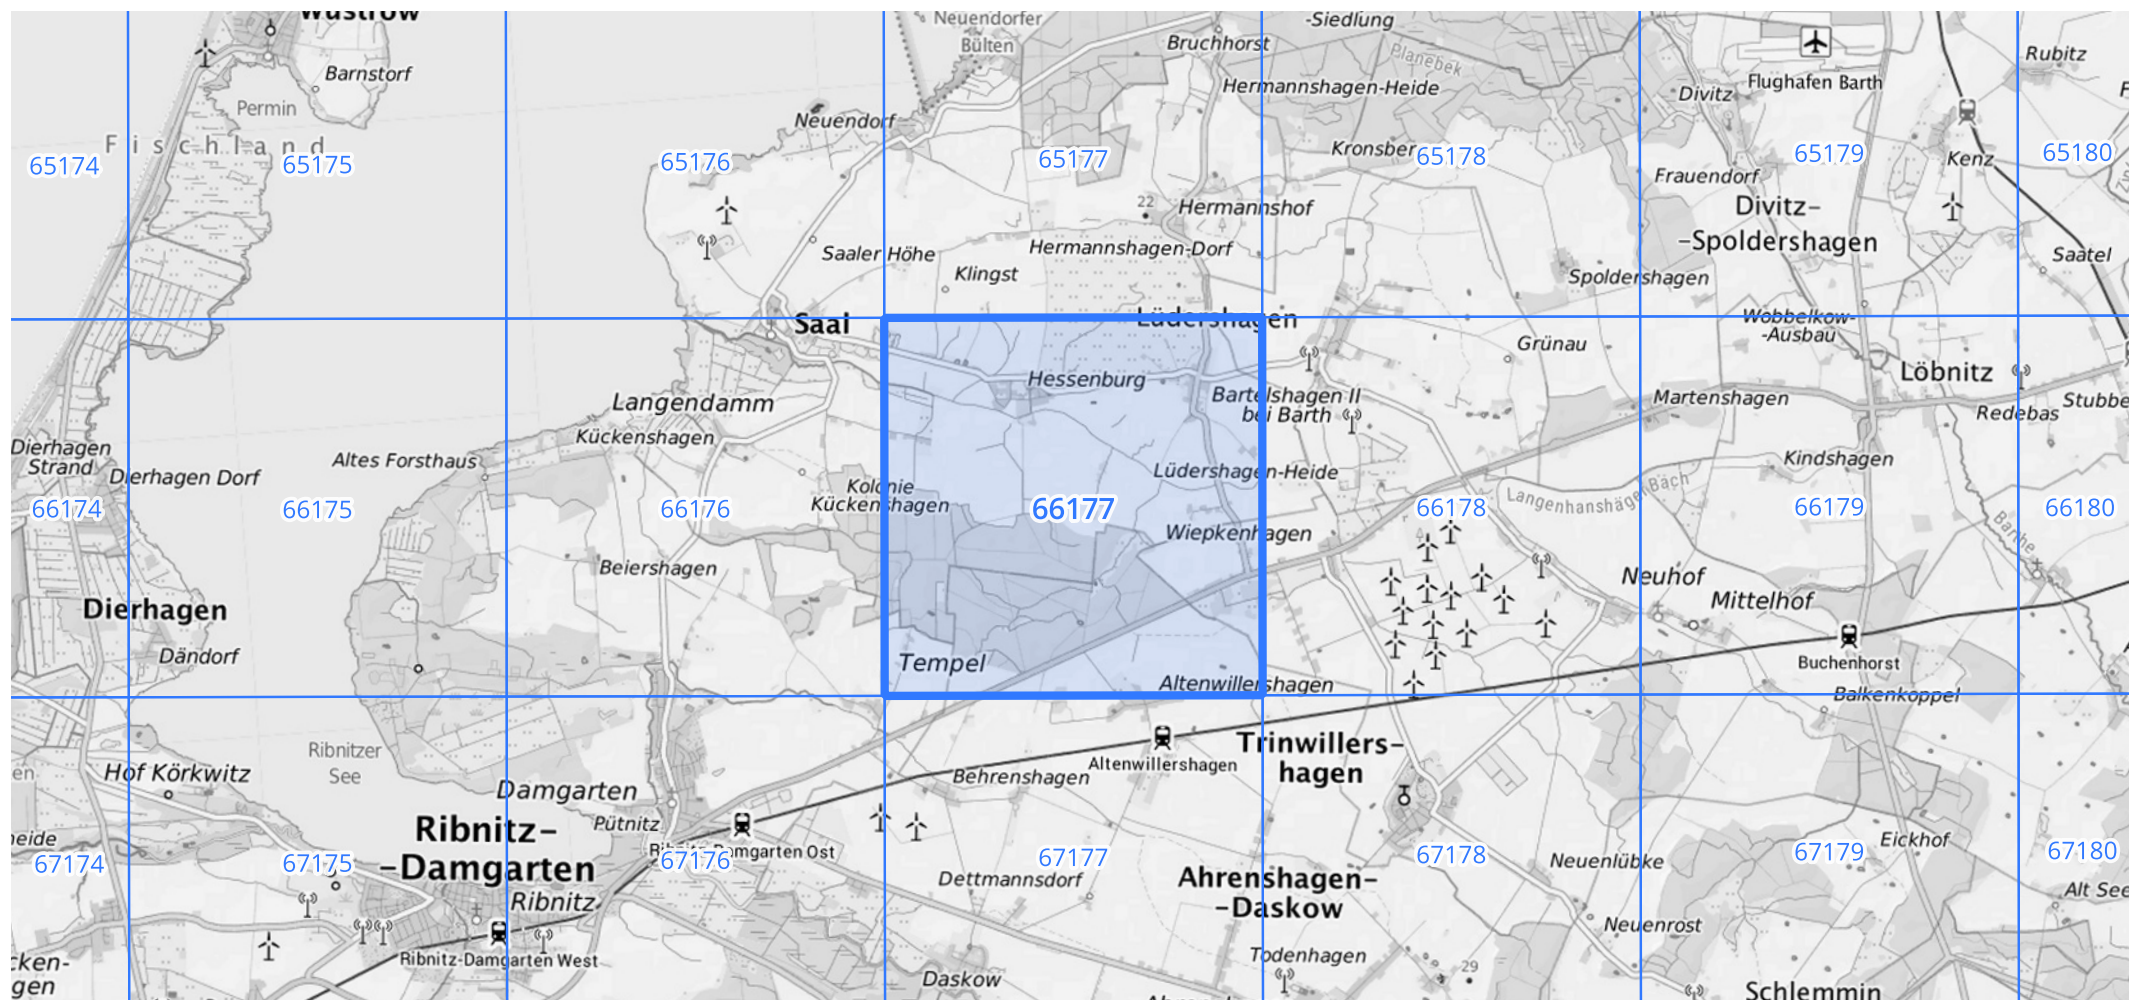 Wustrow
Neuendorfer
Bülten
-Siedlung
Bruchhorst
Planebek
Rubitz
Barnstorf
Hermannshagen-Heide
Flughafen Barth
Divitz
Permin
Neuendorf
Fischland
Kronsber
65174
65175
65176
65177
65178
65179
65180
Kenz
Frauendorf
22
Hermannshof
Divitz-
-Spoldershagen
Saaler Höhe
Hermannshagen-Dorf
Saatel
Klingst
Spoldershagen
Saal
Lüdershagen
Wobbelkow-
-Ausbau
Grünau
Löbnitz
Hessenburg
Langendamm
Bartelshagen II
bei Barth
Martenshagen
Stubbe
Redebas
Kückenshagen
Dierhagen
Strand
Altes Forsthaus
Dierhagen Dorf
Lüdershagen-Heide
Kindshagen
Kolonie
Kückenshagen
Langenhanshäger Bach
66174
66175
66176
66177
66178
66179
66180
Wiepkenhagen
Barthe
Beiershagen
Neuhof
Mittelhof
Dierhagen
Dändorf
Tempel
Buchenhorst
Altenwillershagen
Balkenkoppel
Ribnitzer
See
Trinwillers-
hagen
Altenwillershagen
en
Hof Körkwitz
Behrenshagen
Damgarten
Pütnitz
Ribnitz-
-Damgarten
heide
Ribnitz-Damgarten Ost
Eickhof
67174
67175
67176
67177
67178
67179
67180
Neuenlübke
Dettmannsdorf
Ahrenshagen-
-Daskow
Alt See
Ribnitz
Neuenrost
Ribnitz-Damgarten West
Todenhagen
29
cken-
gen
Daskow
Schlemmin